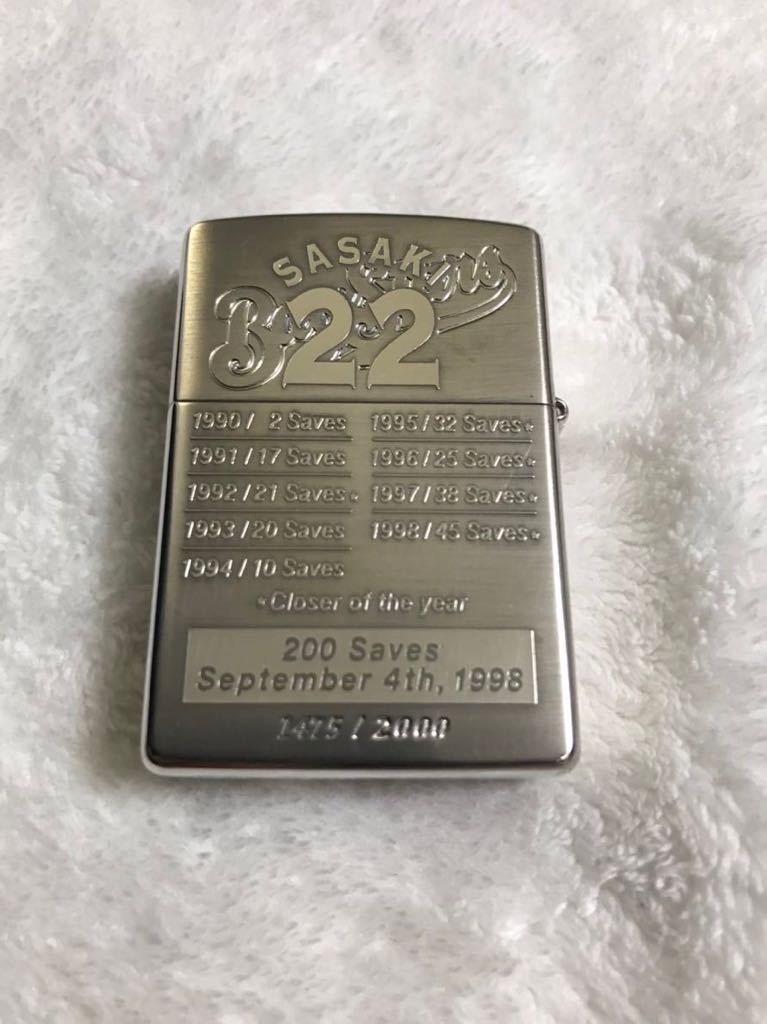 SASAKI
BayStars
22
1990 / 2 Saves 1995 / 32 Saves*
1991 / 17 Saves 1996 / 25 Saves*
1992 / 21 Saves* 1997 / 38 Saves*
1993 / 20 Saves 1998 / 45 Saves*
1994 / 10 Saves
*Closer of the year
200 Saves
September 4th, 1998
1475 / 2000